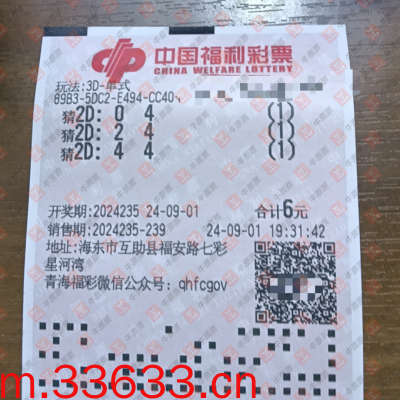 中国福利彩票
CHINA WELFARE LOTTERY
玩法:3D-单式
89B3-5DC2-E494-CC40
猜2D: 0 4 (1)
猜2D: 2 4 (1)
猜2D: 4 4 (1)
开奖期:2024235 24-09-01 合计6元
销售期:2024235-239 24-09-01 19:31:42
地址:海东市互助县福安路七彩
星河湾
青海福彩微信公众号: qhfcgov
m.33633.cn